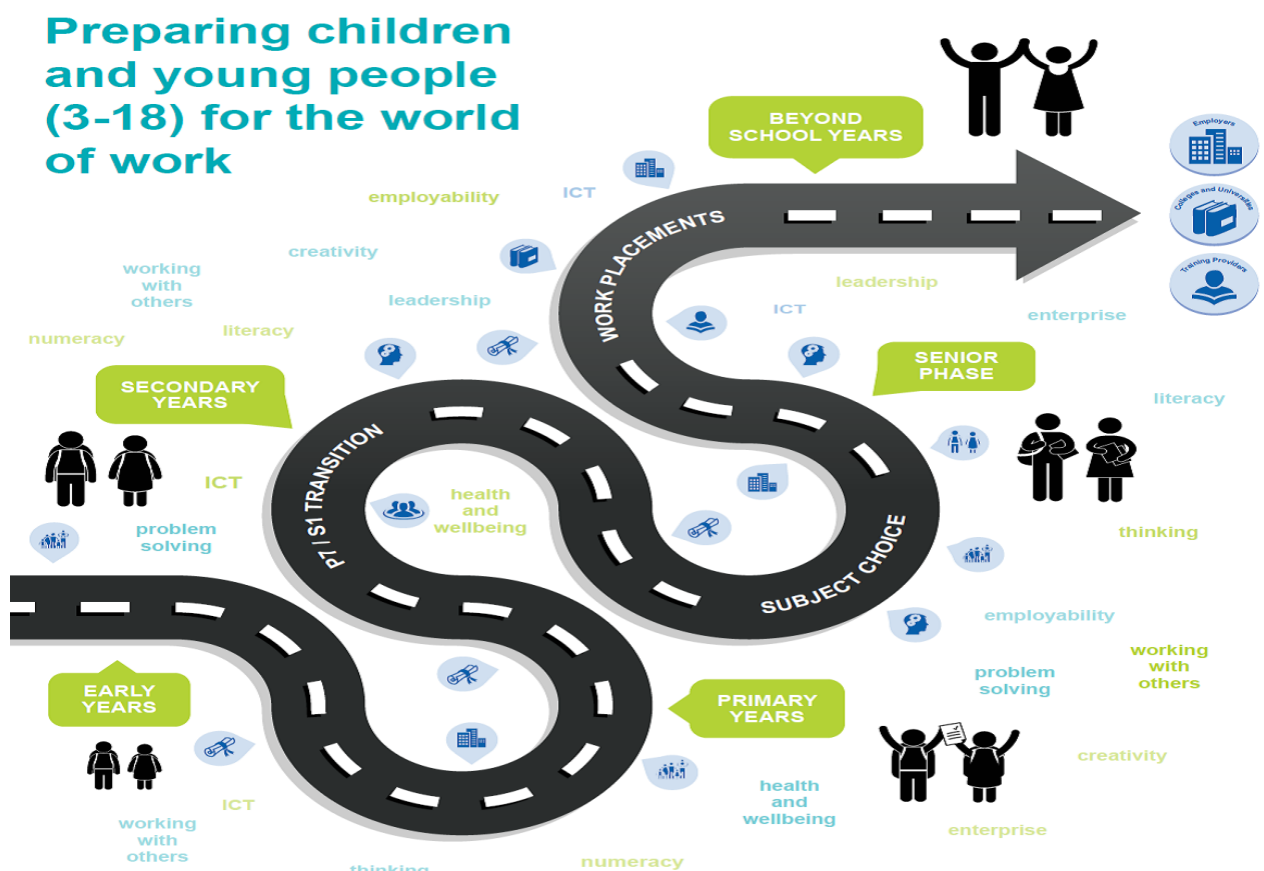 Preparing children
and young people
(3-18) for the world
of work
BEYOND
SCHOOL YEARS
Employers
Colleges and Universities
Training Providers
employability
ICT
WORK PLACEMENTS
creativity
working
with
others
leadership
leadership
ICT
enterprise
numeracy
literacy
SECONDARY
YEARS
SENIOR
PHASE
literacy
P7 / S1 TRANSITION
ICT
health
and
wellbeing
problem
solving
thinking
SUBJECT CHOICE
employability
working
with
others
problem
solving
EARLY
YEARS
PRIMARY
YEARS
creativity
health
and
wellbeing
ICT
working
with
others
enterprise
numeracy
thinking